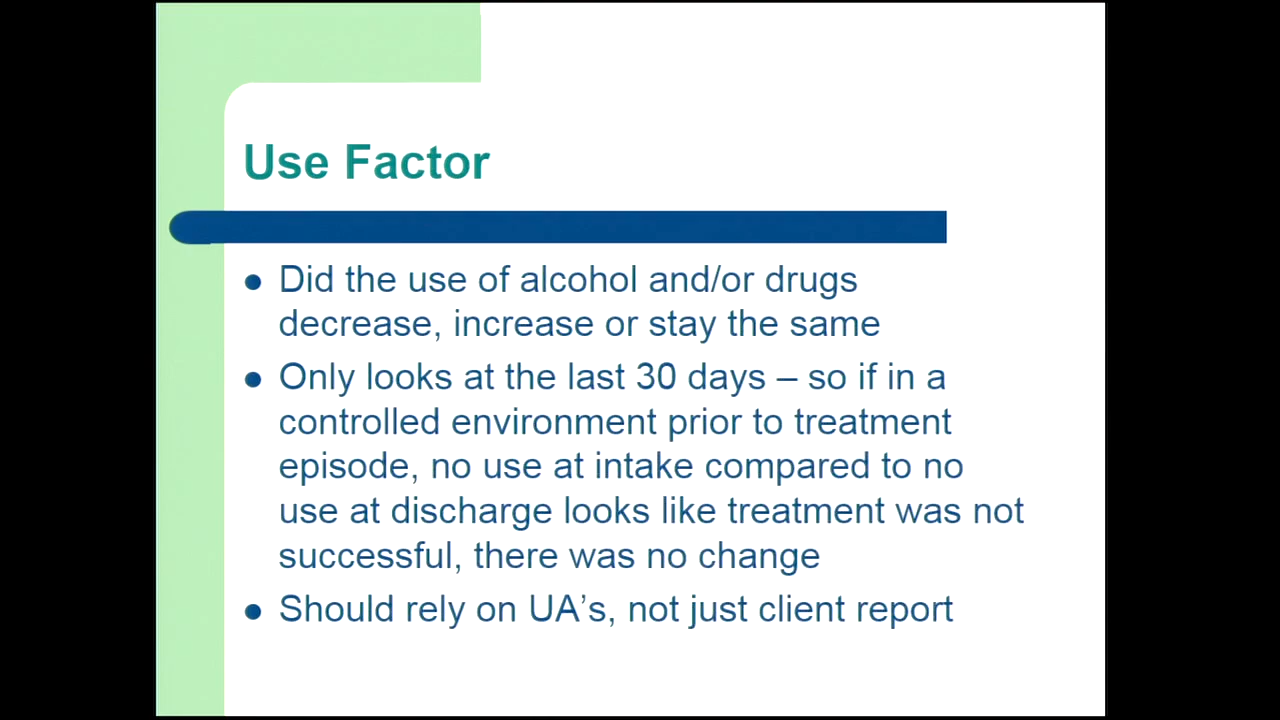 Use Factor
• Did the use of alcohol and/or drugs
decrease, increase or stay the same
• Only looks at the last 30 days – so if in a
controlled environment prior to treatment
episode, no use at intake compared to no
use at discharge looks like treatment was not
successful, there was no change
• Should rely on UA’s, not just client report